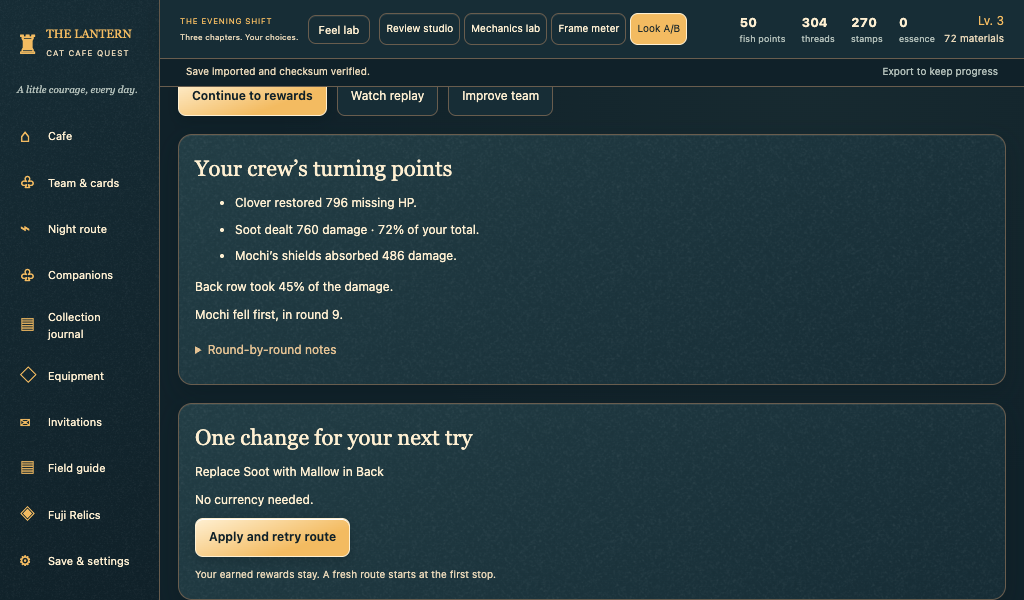 THE LANTERN
CAT CAFE QUEST
A little courage, every day.
Cafe
Team & cards
Night route
Companions
Collection journal
Equipment
Invitations
Field guide
Fuji Relics
Save & settings
THE EVENING SHIFT
Three chapters. Your choices.
Feel lab
Review studio
Mechanics lab
Frame meter
Look A/B
50 fish points
304 threads
270 stamps
0 essence
Lv. 3
72 materials
Save imported and checksum verified.
Export to keep progress
Continue to rewards
Watch replay
Improve team
Your crew’s turning points
• Clover restored 796 missing HP.
• Soot dealt 760 damage · 72% of your total.
• Mochi’s shields absorbed 486 damage.
Back row took 45% of the damage.
Mochi fell first, in round 9.
Round-by-round notes
One change for your next try
Replace Soot with Mallow in Back
No currency needed.
Apply and retry route
Your earned rewards stay. A fresh route starts at the first stop.